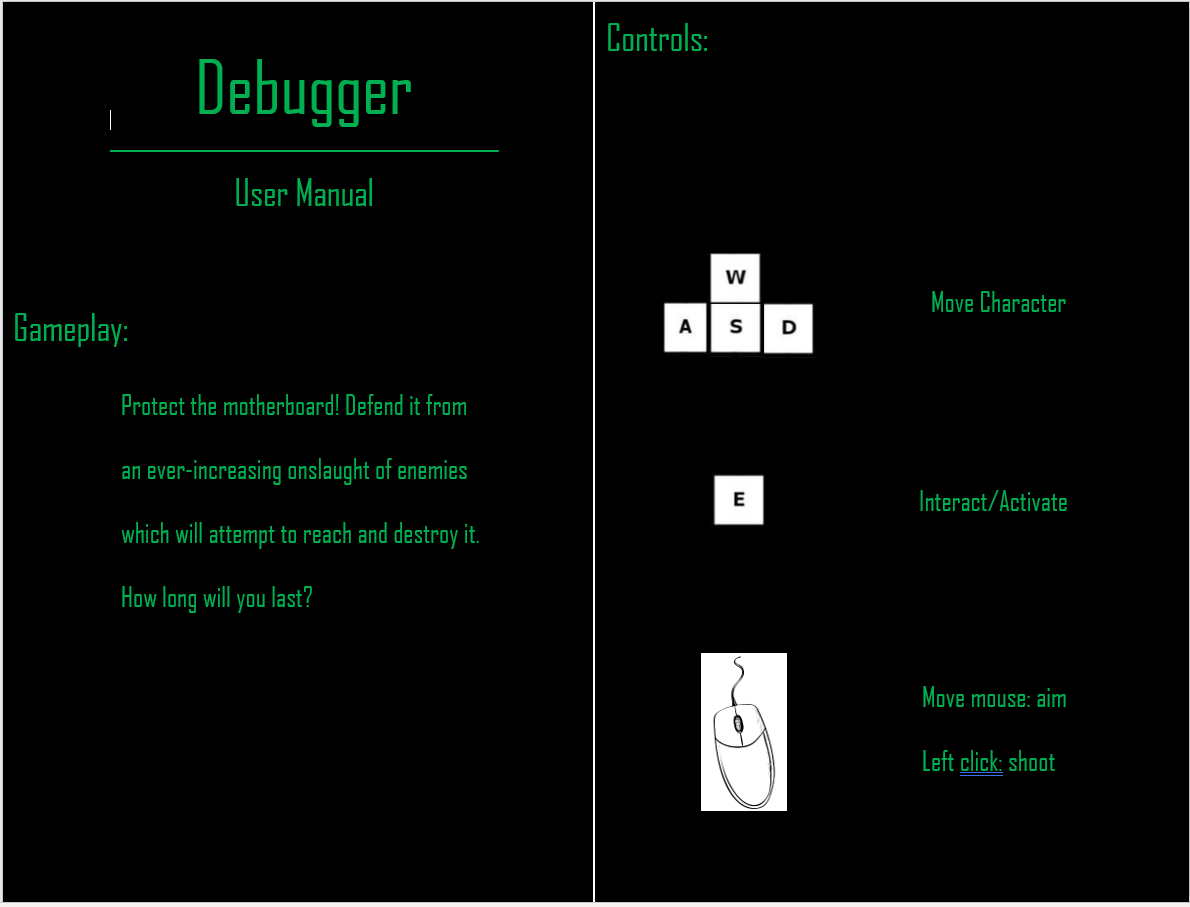 Debugger
User Manual
Gameplay:
Protect the motherboard! Defend it from
an ever-increasing onslaught of enemies
which will attempt to reach and destroy it.
How long will you last?
Controls:
W
A S D
Move Character
E
Interact/Activate
Move mouse: aim
Left click: shoot